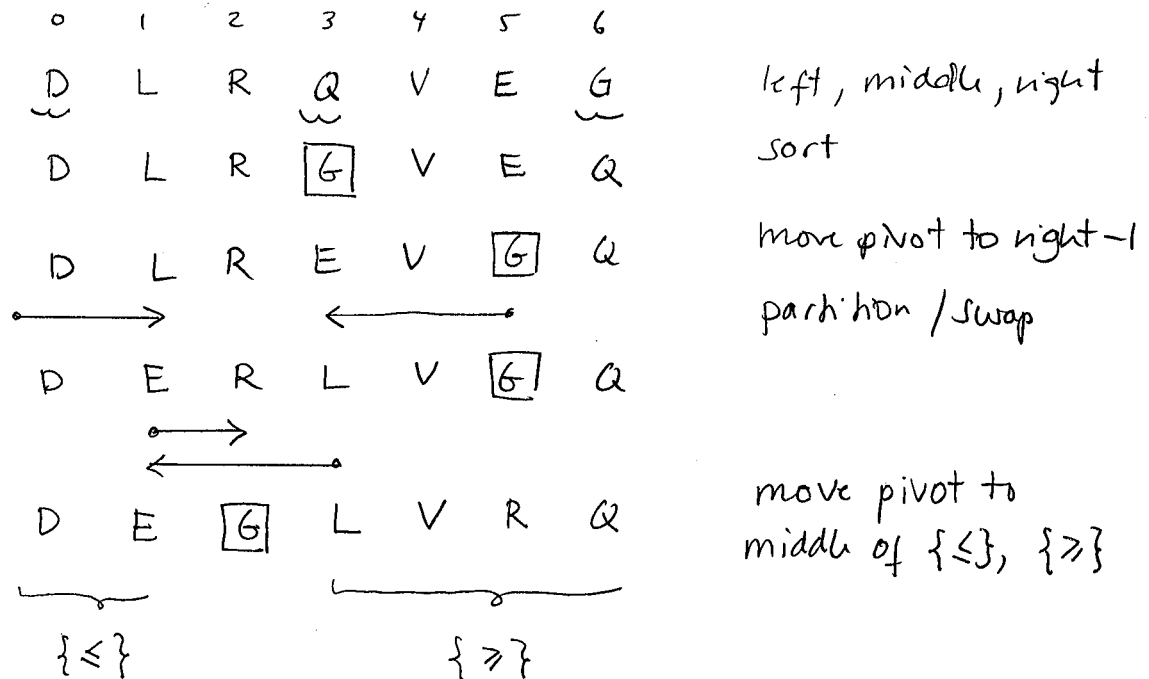 0 1 2 3 4 5 6
D L R Q V E G left, middle, right
sort
D L R G V E Q
move pivot to right-1
D L R E V G Q
partition / swap
D E R L V G Q
move pivot to
D E G L V R Q
middle of {≤}, {≥}
{≤} {≥}